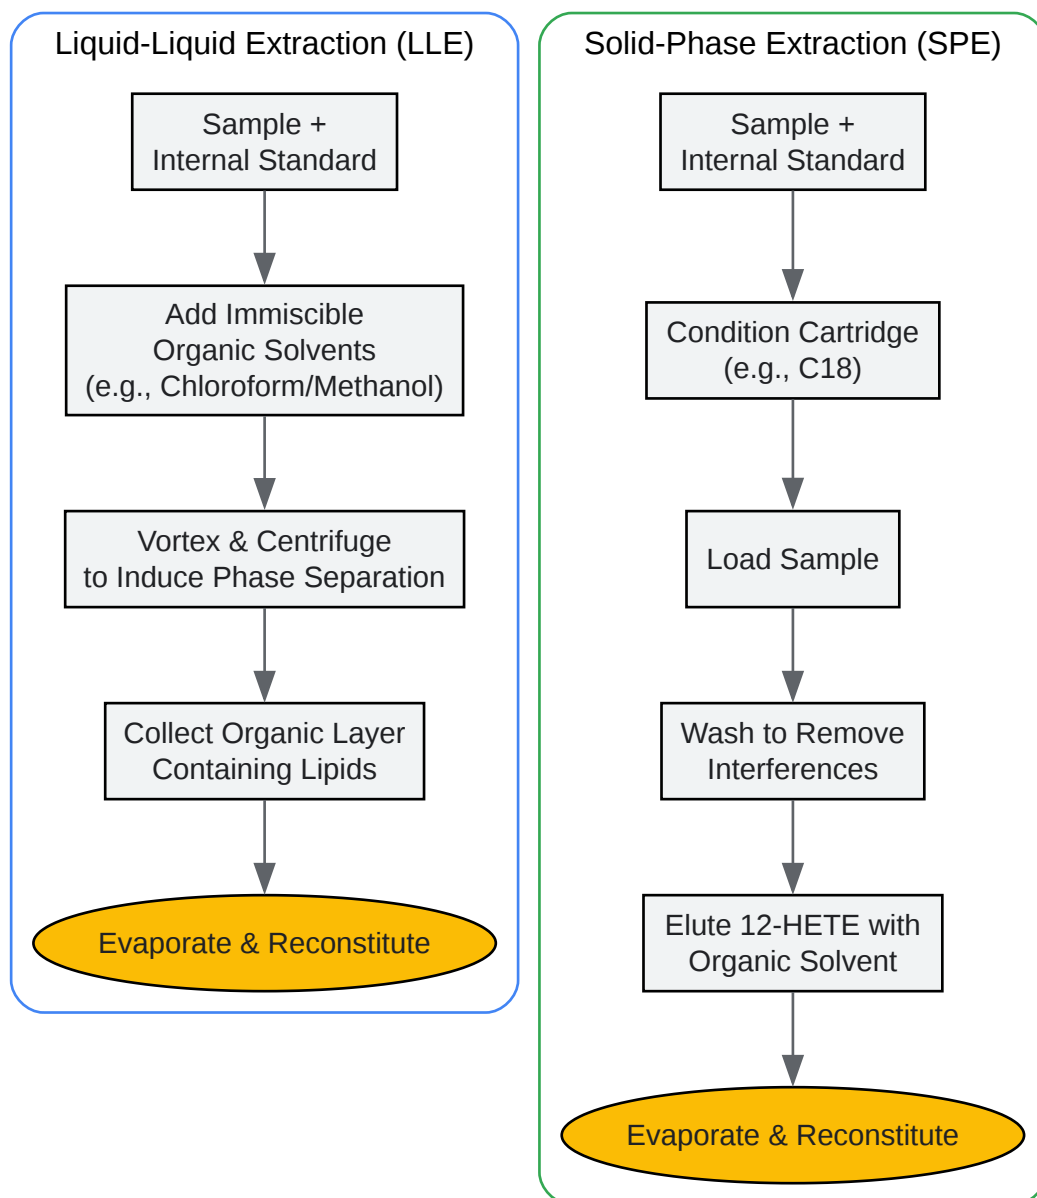 Liquid-Liquid Extraction (LLE)
Sample +
Internal Standard
Add Immiscible
Organic Solvents
(e.g., Chloroform/Methanol)
Vortex & Centrifuge
to Induce Phase Separation
Collect Organic Layer
Containing Lipids
Evaporate & Reconstitute
Solid-Phase Extraction (SPE)
Sample +
Internal Standard
Condition Cartridge
(e.g., C18)
Load Sample
Wash to Remove
Interferences
Elute 12-HETE with
Organic Solvent
Evaporate & Reconstitute